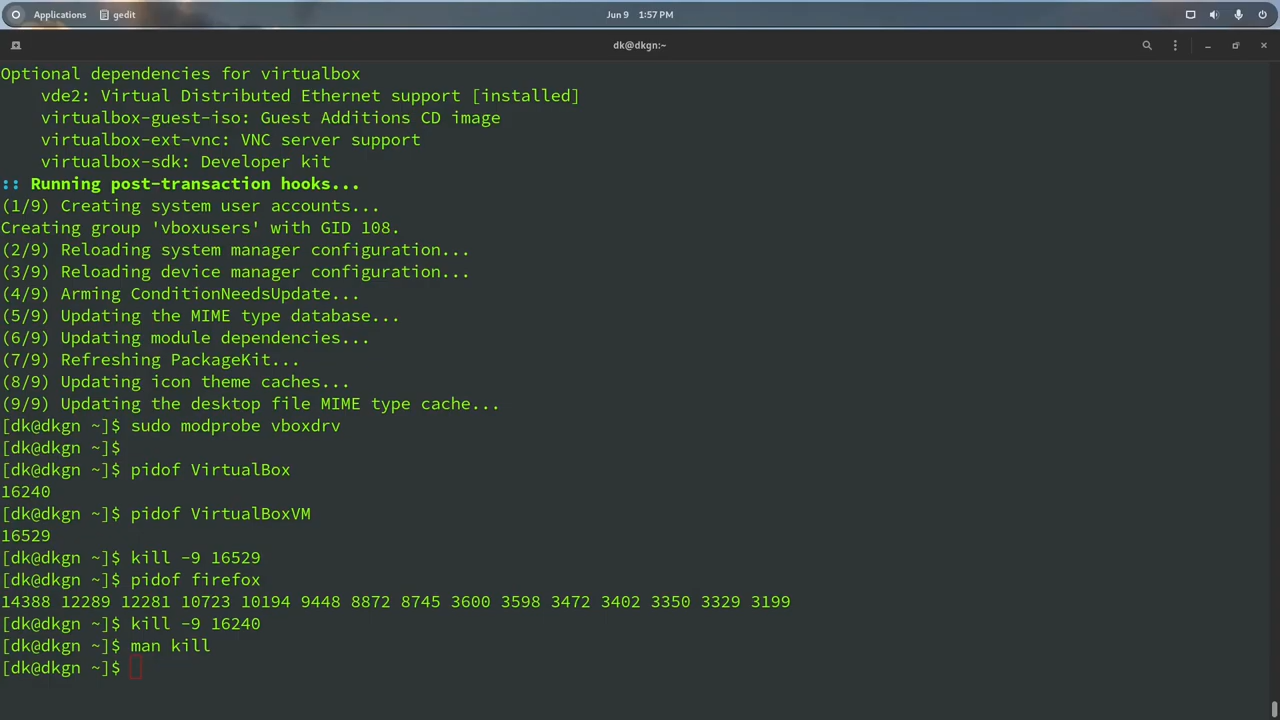 Applications gedit Jun 9 1:57 PM
dk@dkgn:~
Optional dependencies for virtualbox
vde2: Virtual Distributed Ethernet support [installed]
virtualbox-guest-iso: Guest Additions CD image
virtualbox-ext-vnc: VNC server support
virtualbox-sdk: Developer kit
:: Running post-transaction hooks...
(1/9) Creating system user accounts...
Creating group 'vboxusers' with GID 108.
(2/9) Reloading system manager configuration...
(3/9) Reloading device manager configuration...
(4/9) Arming ConditionNeedsUpdate...
(5/9) Updating the MIME type database...
(6/9) Updating module dependencies...
(7/9) Refreshing PackageKit...
(8/9) Updating icon theme caches...
(9/9) Updating the desktop file MIME type cache...
[dk@dkgn ~]$ sudo modprobe vboxdrv
[dk@dkgn ~]$
[dk@dkgn ~]$ pidof VirtualBox
16240
[dk@dkgn ~]$ pidof VirtualBoxVM
16529
[dk@dkgn ~]$ kill -9 16529
[dk@dkgn ~]$ pidof firefox
14388 12289 12281 10723 10194 9448 8872 8745 3600 3598 3472 3402 3350 3329 3199
[dk@dkgn ~]$ kill -9 16240
[dk@dkgn ~]$ man kill
[dk@dkgn ~]$